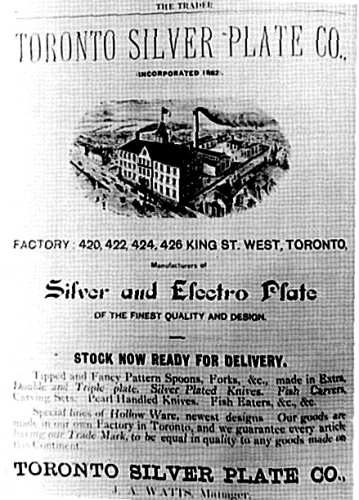 THE TRADER
TORONTO SILVER PLATE CO.,
INCORPORATED 1882.
FACTORY: 420, 422, 424, 426 KING ST. WEST, TORONTO,
Manufacturers of
Silver and Electro Plate
OF THE FINEST QUALITY AND DESIGN.
STOCK NOW READY FOR DELIVERY.
Tipped and Fancy Pattern Spoons, Forks, &c., made in Extra,
Double and Triple plate. Silver Plated Knives. Fish Carvers,
Carving Sets. Pearl Handled Knives. Fish Eaters, &c., &c
Special lines of Hollow Ware, newest designs Our goods are
made in our own Factory in Toronto, and we guarantee every article
having our Trade Mark, to be equal in quality to any goods made on
this Continent.
TORONTO SILVER PLATE CO.,
J. A. WATTS, Manager.